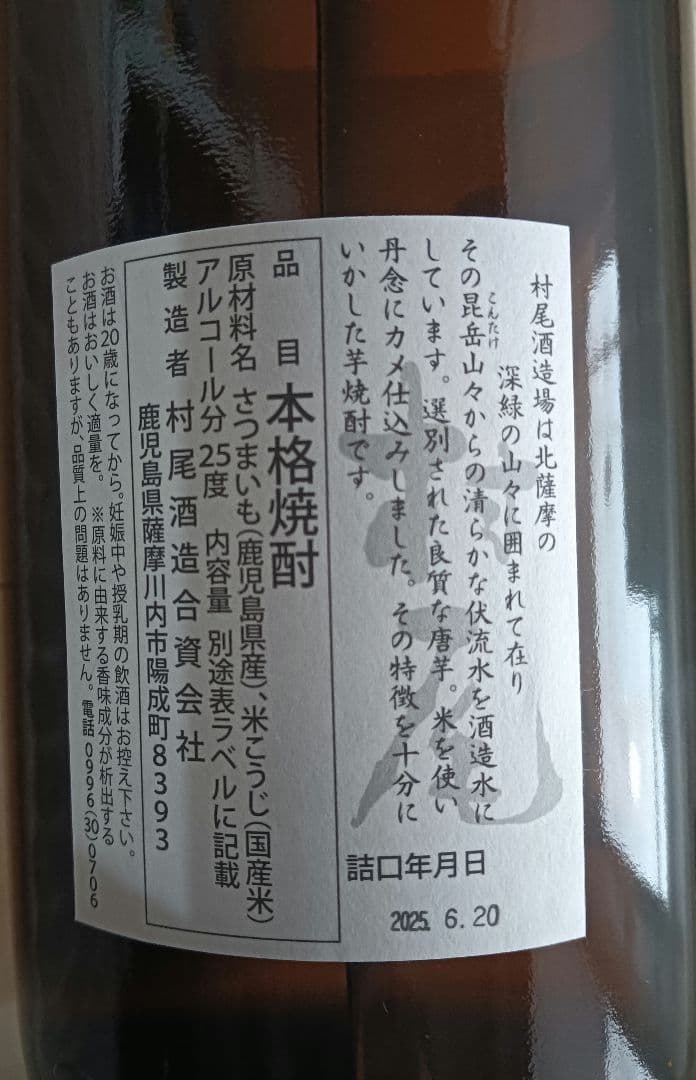 村尾酒造場は北薩摩の
深緑の山々に囲まれて在り
こんたけ
その昆岳山々からの清らかな伏流水を酒造水に
しています。選別された良質な唐芋。米を使い
丹念にカメ仕込みしました。その特徴を十分に
いかした芋焼酎です。
村尾
詰口年月日
2025. 6. 20
品目 本格焼酎
原材料名 さつまいも(鹿児島県産)、米こうじ(国産米)
アルコール分25度 内容量 別途表ラベルに記載
製造者 村尾酒造合資会社
鹿児島県薩摩川内市陽成町8393
お酒は20歳になってから。妊娠中や授乳期の飲酒はお控え下さい。
お酒はおいしく適量を。 ※原料に由来する香味成分が析出する
こともありますが、品質上の問題はありません。電話0996(30)0706